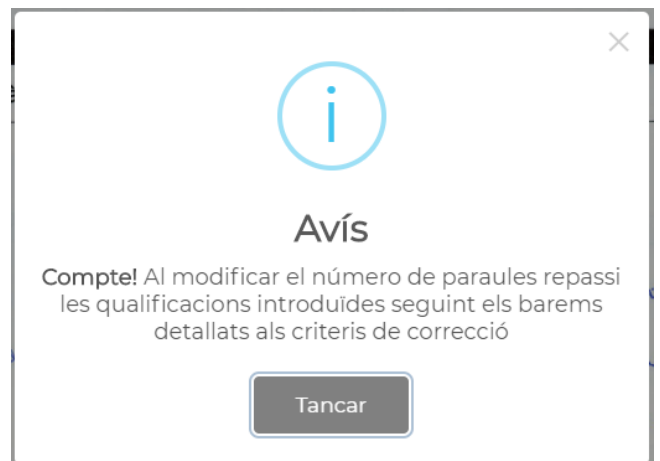 Avís
Compte! Al modificar el número de paraules repassi
les qualificacions introduïdes seguint els barems
detallats als criteris de correcció
Tancar